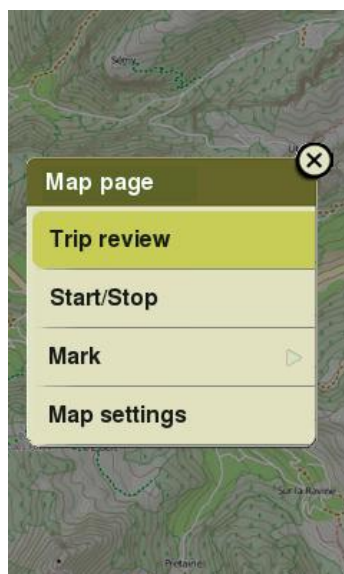 Map page
Trip review
Start/Stop
Mark
Map settings
Sur la Ravine